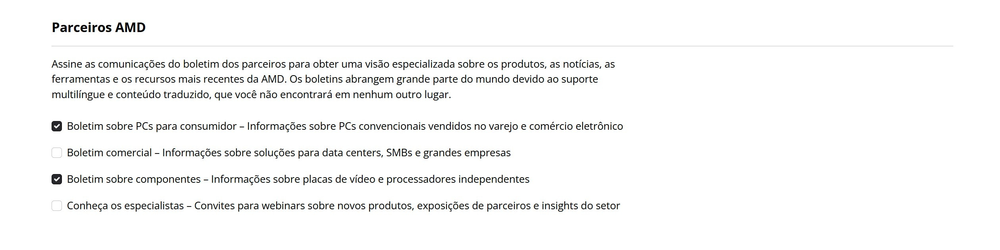 Parceiros AMD
Assine as comunicações do boletim dos parceiros para obter uma visão especializada sobre os produtos, as notícias, as
ferramentas e os recursos mais recentes da AMD. Os boletins abrangem grande parte do mundo devido ao suporte
multilíngue e conteúdo traduzido, que você não encontrará em nenhum outro lugar.
Boletim sobre PCs para consumidor – Informações sobre PCs convencionais vendidos no varejo e comércio eletrônico
Boletim comercial – Informações sobre soluções para data centers, SMBs e grandes empresas
Boletim sobre componentes – Informações sobre placas de vídeo e processadores independentes
Conheça os especialistas – Convites para webinars sobre novos produtos, exposições de parceiros e insights do setor